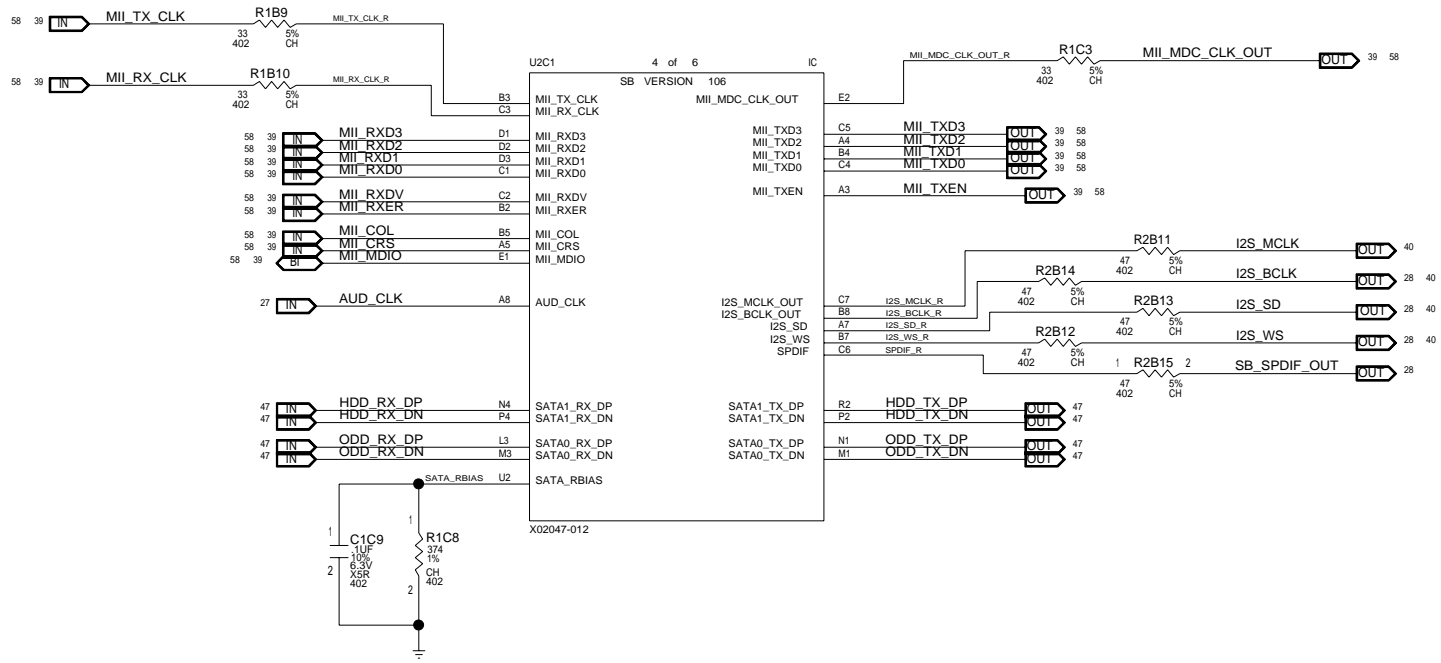 58 39 IN MII_TX_CLK R1B9 MII_TX_CLK_R
33 5%
402 CH
58 39 IN MII_RX_CLK R1B10 MII_RX_CLK_R
33 5%
402 CH
MII_MDC_CLK_OUT_R R1C3 MII_MDC_CLK_OUT OUT 39 58
33 5%
402 CH
U2C1 4 of 6 IC
SB VERSION 106
B3 MII_TX_CLK
C3 MII_RX_CLK
MII_MDC_CLK_OUT E2
58 39 IN MII_RXD3 D1 MII_RXD3
58 39 IN MII_RXD2 D2 MII_RXD2
58 39 IN MII_RXD1 D3 MII_RXD1
58 39 IN MII_RXD0 C1 MII_RXD0
MII_TXD3 C5 MII_TXD3 OUT 39 58
MII_TXD2 A4 MII_TXD2 OUT 39 58
MII_TXD1 B4 MII_TXD1 OUT 39 58
MII_TXD0 C4 MII_TXD0 OUT 39 58
58 39 IN MII_RXDV C2 MII_RXDV
58 39 IN MII_RXER B2 MII_RXER
MII_TXEN A3 MII_TXEN OUT 39 58
58 39 IN MII_COL B5 MII_COL
58 39 IN MII_CRS A5 MII_CRS
58 39 BI MII_MDIO E1 MII_MDIO
27 IN AUD_CLK A8 AUD_CLK
R2B11 I2S_MCLK OUT 40
47 5%
402 CH
R2B14 I2S_BCLK OUT 28 40
47 5%
402 CH
I2S_MCLK_OUT C7 I2S_MCLK_R
I2S_BCLK_OUT B8 I2S_BCLK_R
I2S_SD A7 I2S_SD_R
I2S_WS B7 I2S_WS_R
SPDIF C6 SPDIF_R
R2B13 I2S_SD OUT 28 40
47 5%
402 CH
R2B12 I2S_WS OUT 28 40
47 5%
402 CH
1 R2B15 2 SB_SPDIF_OUT OUT 28
47 5%
402 CH
47 IN HDD_RX_DP N4 SATA1_RX_DP
47 IN HDD_RX_DN P4 SATA1_RX_DN
SATA1_TX_DP R2 HDD_TX_DP OUT 47
SATA1_TX_DN P2 HDD_TX_DN OUT 47
47 IN ODD_RX_DP L3 SATA0_RX_DP
47 IN ODD_RX_DN M3 SATA0_RX_DN
SATA0_TX_DP N1 ODD_TX_DP OUT 47
SATA0_TX_DN M1 ODD_TX_DN OUT 47
SATA_RBIAS U2 SATA_RBIAS
X02047-012
1
C1C9
.1UF
10%
6.3V
X5R
402
2
1
R1C8
374
1%
CH
402
2